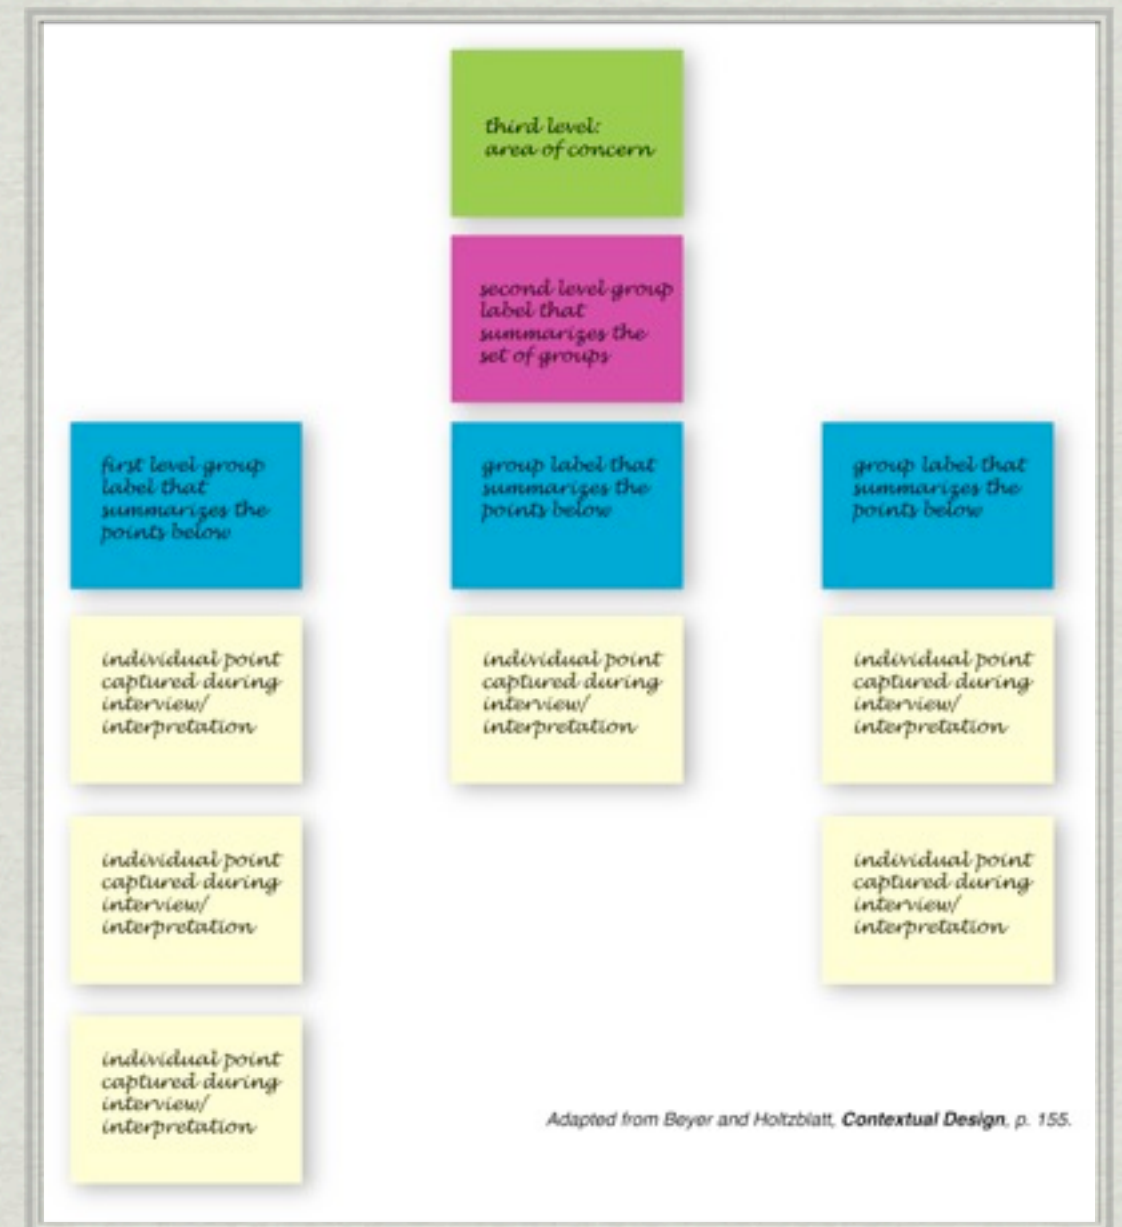 third level:
area of concern
second level group
label that
summarizes the
set of groups
first level group
label that
summarizes the
points below
group label that
summarizes the
points below
group label that
summarizes the
points below
individual point
captured during
interview/
interpretation
individual point
captured during
interview/
interpretation
individual point
captured during
interview/
interpretation
individual point
captured during
interview/
interpretation
individual point
captured during
interview/
interpretation
individual point
captured during
interview/
interpretation
Adapted from Beyer and Holtzblatt, Contextual Design, p. 155.